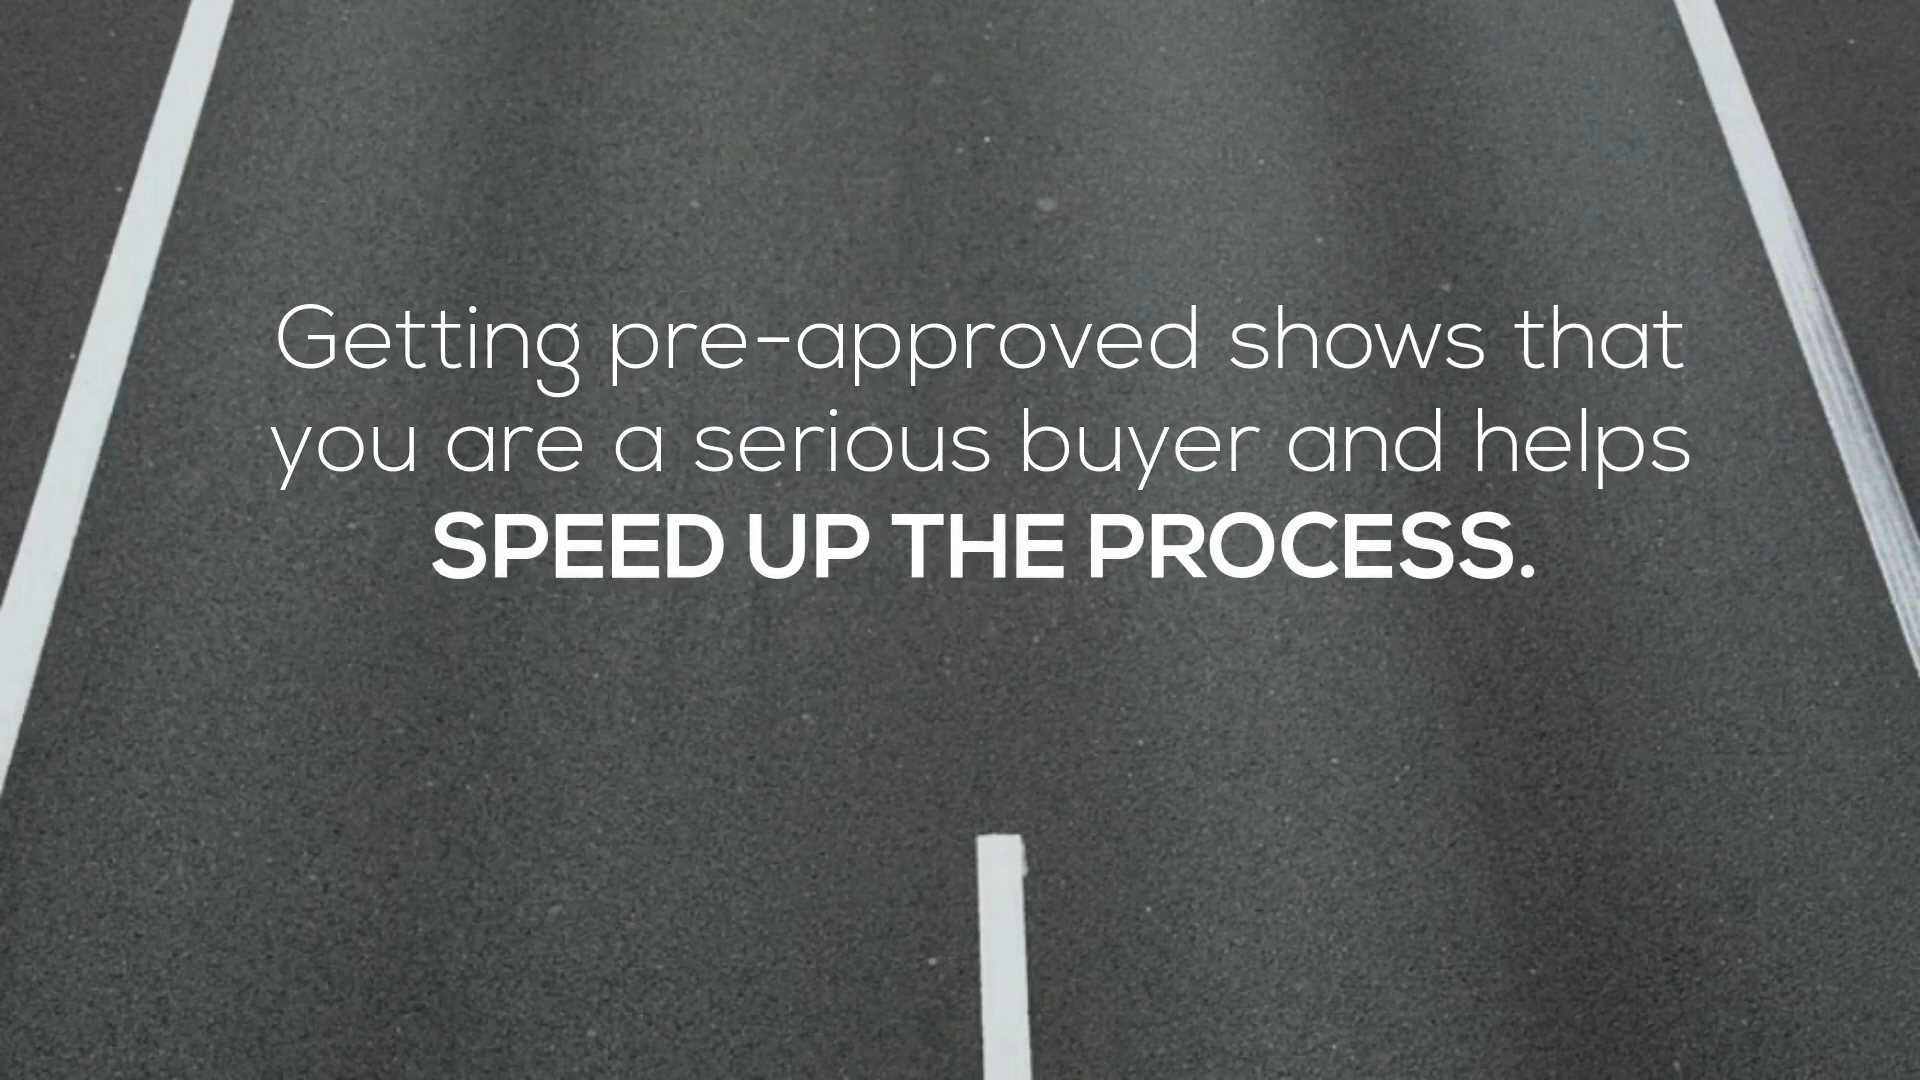 Getting pre-approved shows that
you are a serious buyer and helps
SPEED UP THE PROCESS.